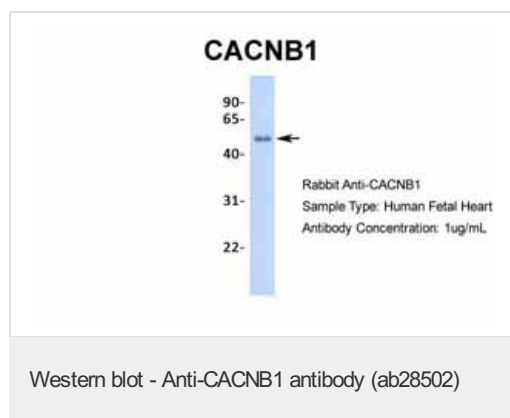 CACNB1
90-
65-
40-
31-
22-
Rabbit Anti-CACNB1
Sample Type: Human Fetal Heart
Antibody Concentration: 1ug/mL
Western blot - Anti-CACNB1 antibody (ab28502)